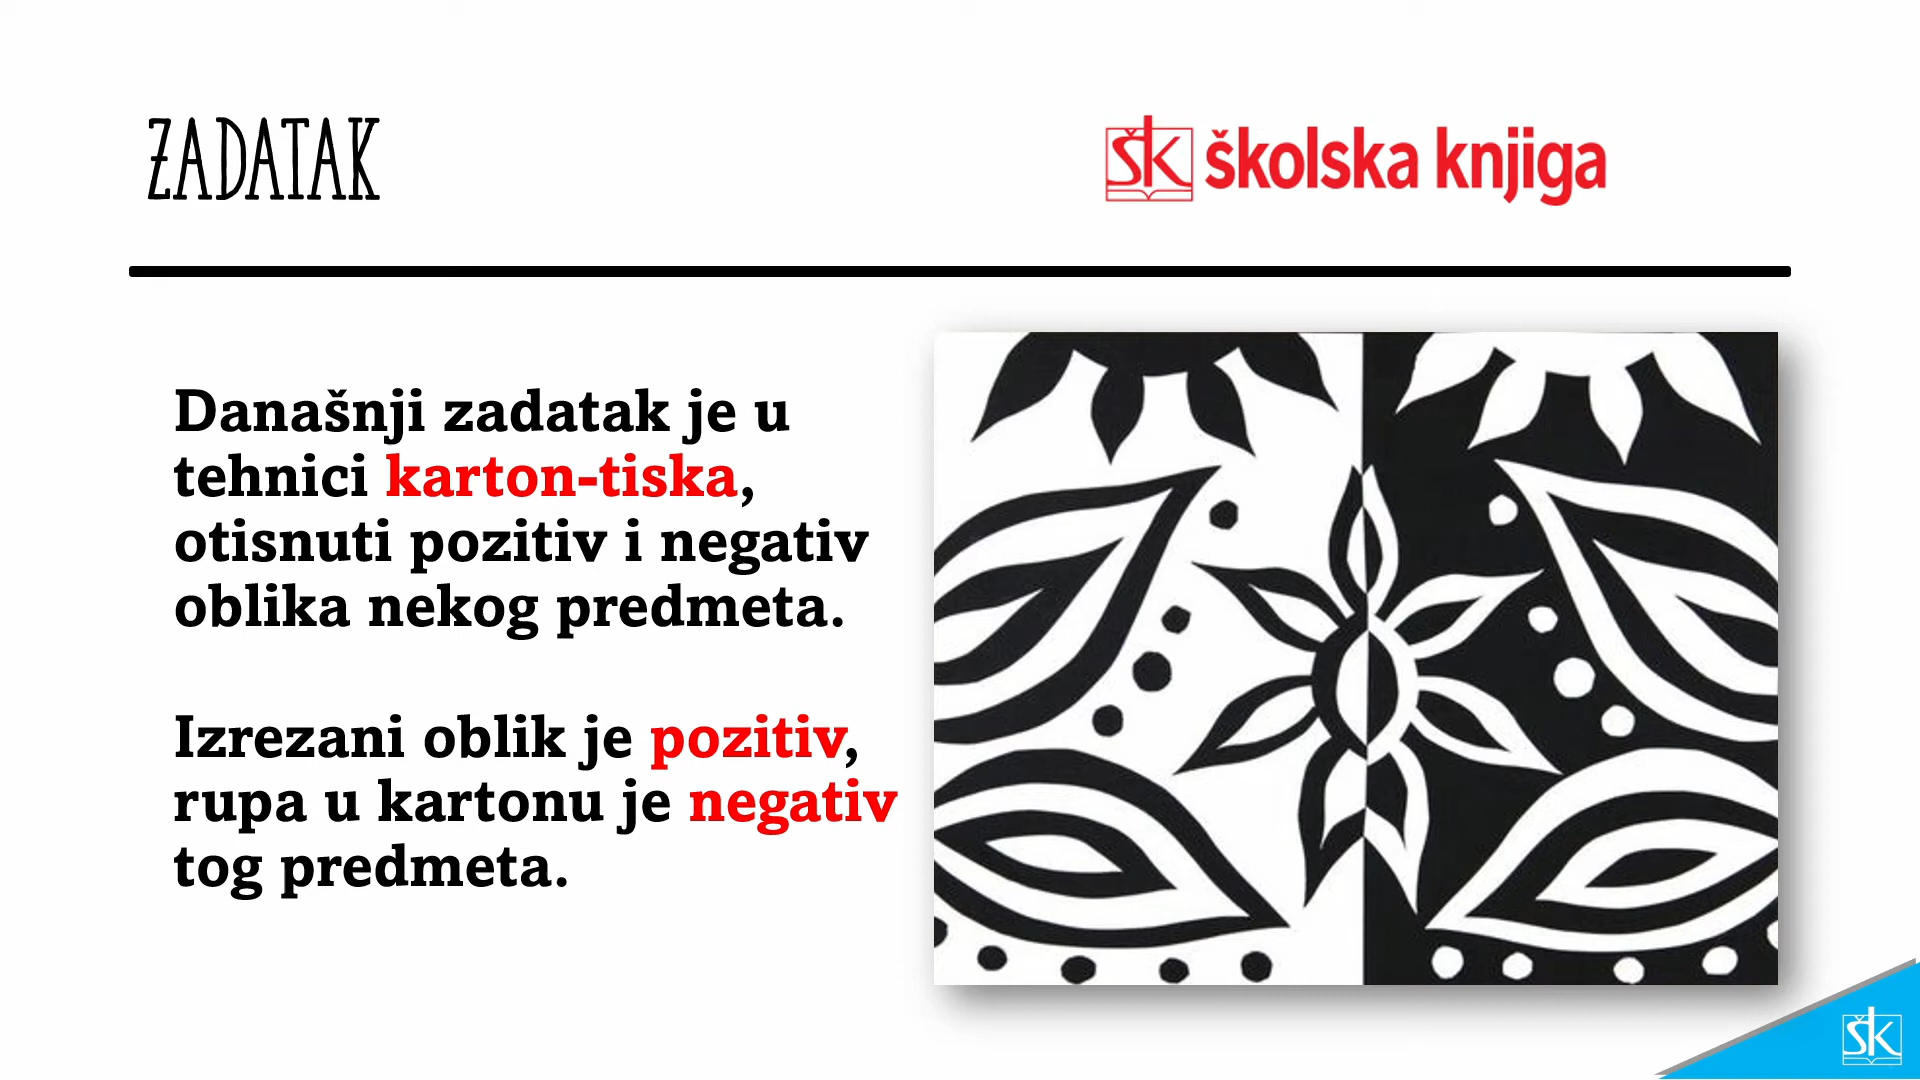 ZADATAK
ŠK školska knjiga
Današnji zadatak je u
tehnici karton-tiska,
otisnuti pozitiv i negativ
oblika nekog predmeta.
Izrezani oblik je pozitiv,
rupa u kartonu je negativ
tog predmeta.
ŠK